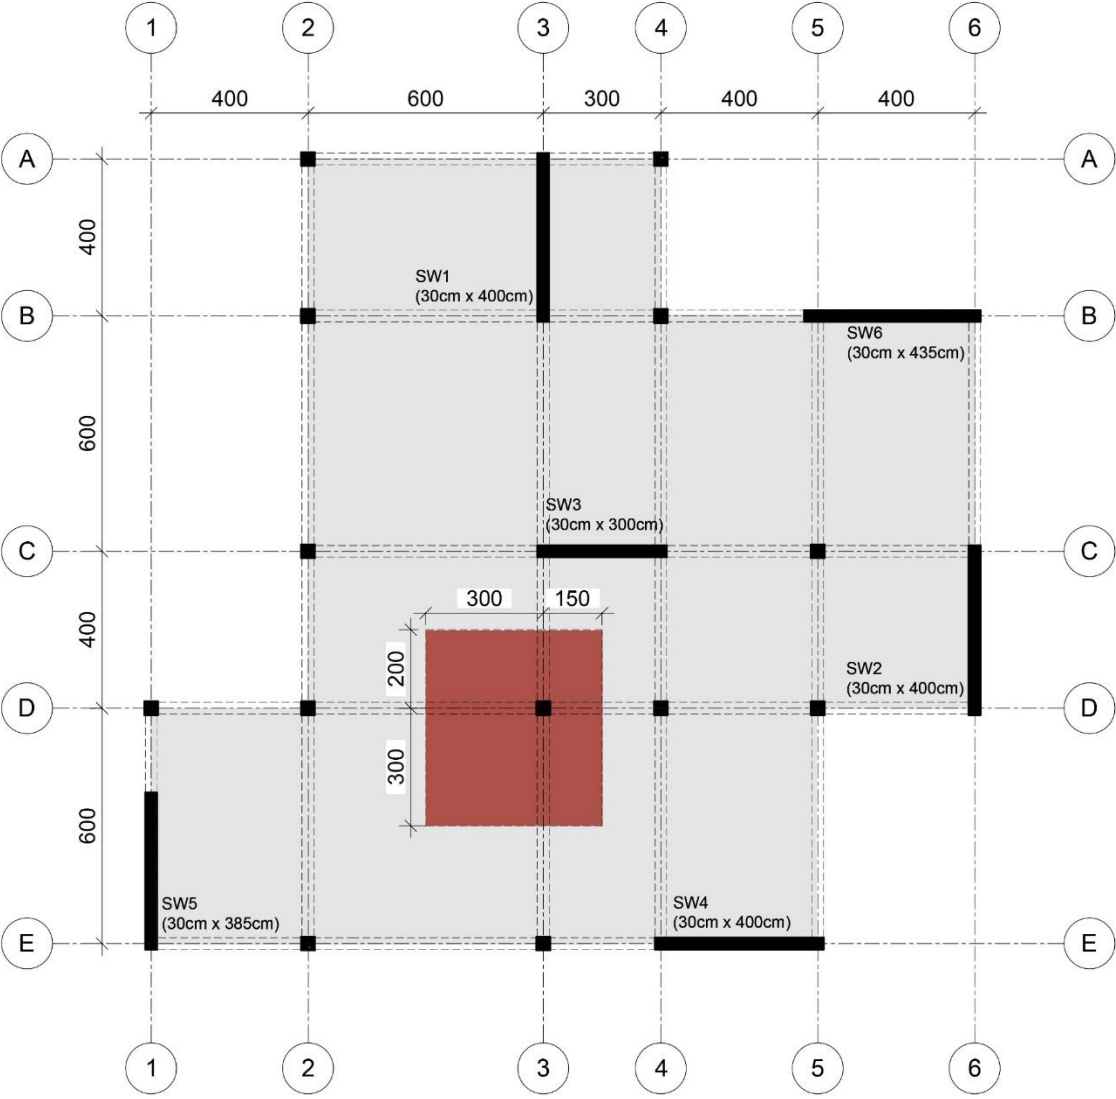 1 2 3 4 5 6
400 600 300 400 400
A A
400
SW1
(30cm x 400cm)
B B
SW6
(30cm x 435cm)
600
SW3
(30cm x 300cm)
C C
300 150
400
200
SW2
(30cm x 400cm)
D D
300
600
SW5
(30cm x 385cm)
SW4
(30cm x 400cm)
E E
1 2 3 4 5 6